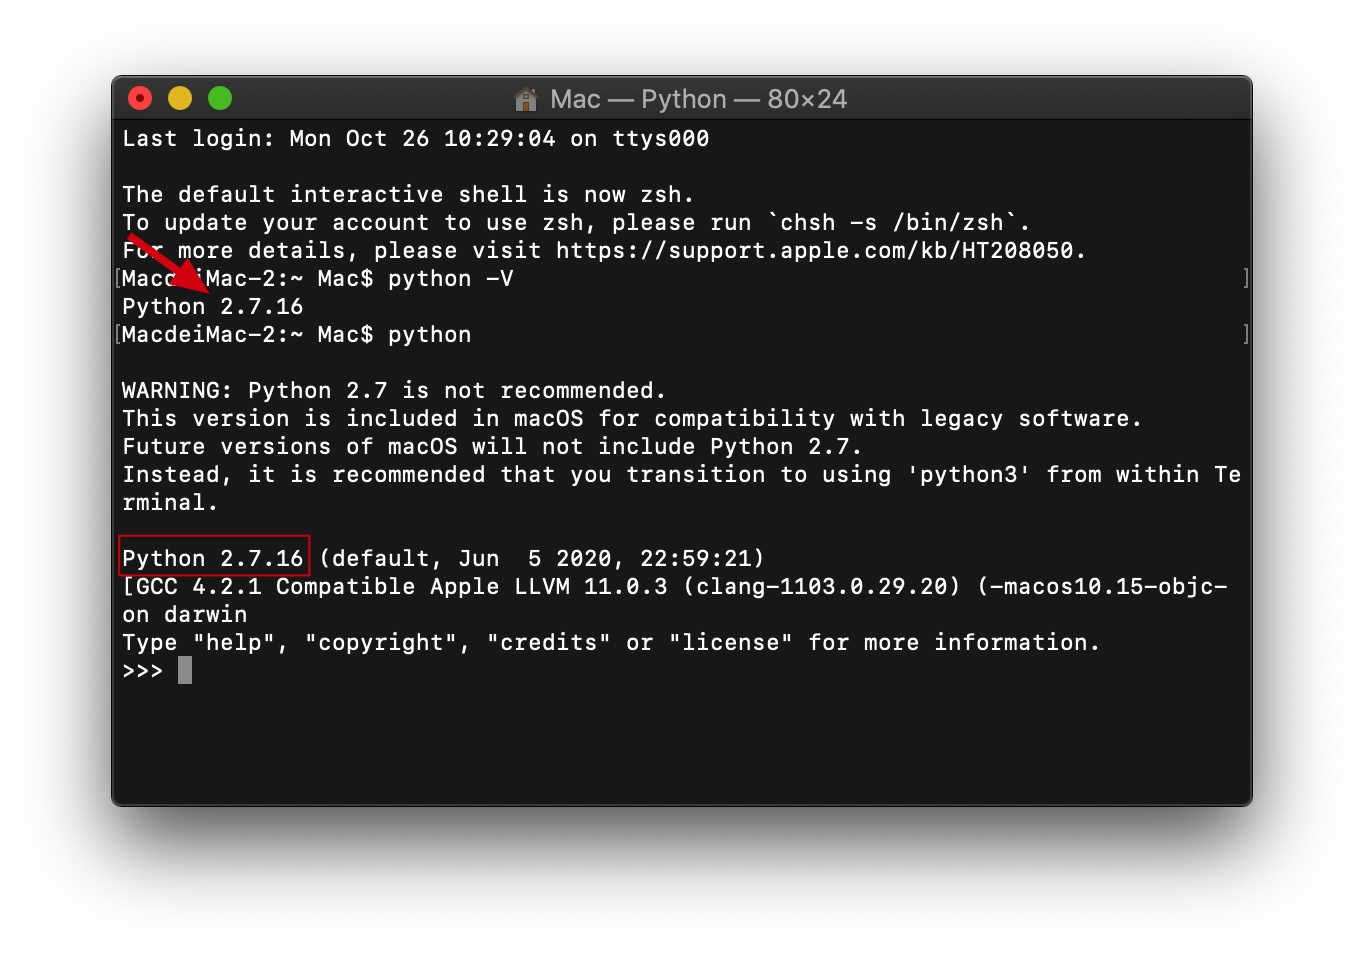 Mac — Python — 80×24
Last login: Mon Oct 26 10:29:04 on ttys000
The default interactive shell is now zsh.
To update your account to use zsh, please run `chsh -s /bin/zsh`.
For more details, please visit https://support.apple.com/kb/HT208050.
[MacdeiMac-2:~ Mac$ python -V ]
Python 2.7.16
[MacdeiMac-2:~ Mac$ python ]
WARNING: Python 2.7 is not recommended.
This version is included in macOS for compatibility with legacy software.
Future versions of macOS will not include Python 2.7.
Instead, it is recommended that you transition to using 'python3' from within Te
rminal.
Python 2.7.16 (default, Jun  5 2020, 22:59:21)
[GCC 4.2.1 Compatible Apple LLVM 11.0.3 (clang-1103.0.29.20) (-macos10.15-objc-
on darwin
Type "help", "copyright", "credits" or "license" for more information.
>>>